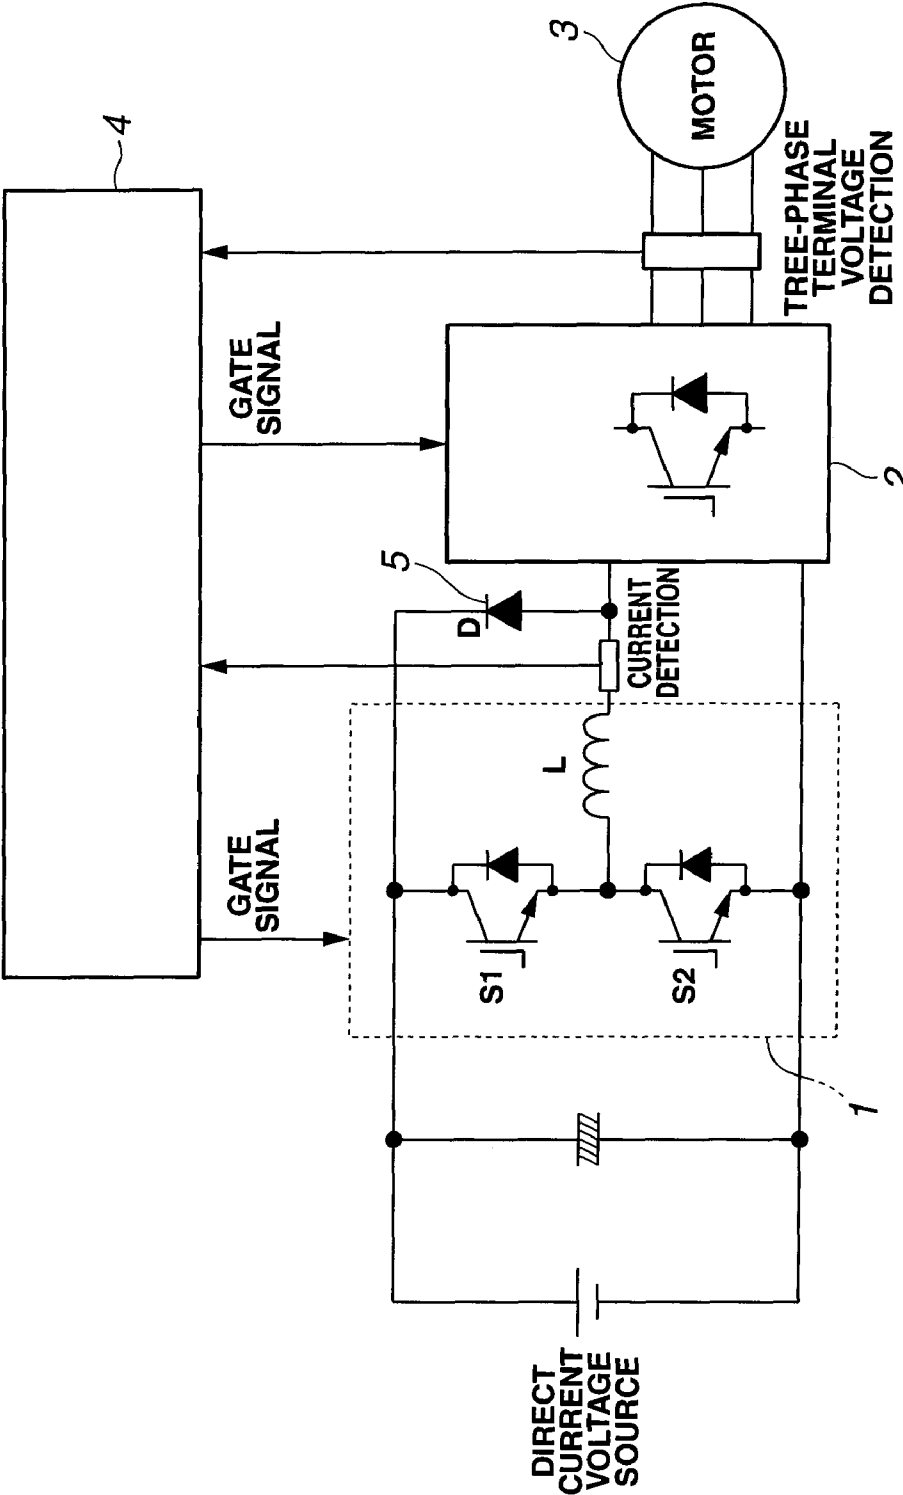 4
3
MOTOR
GATE
SIGNAL
GATE
SIGNAL
5
D
TREE-PHASE
TERMINAL
VOLTAGE
DETECTION
CURRENT
DETECTION
L
S1
S2
2
1
DIRECT
CURRENT
VOLTAGE
SOURCE